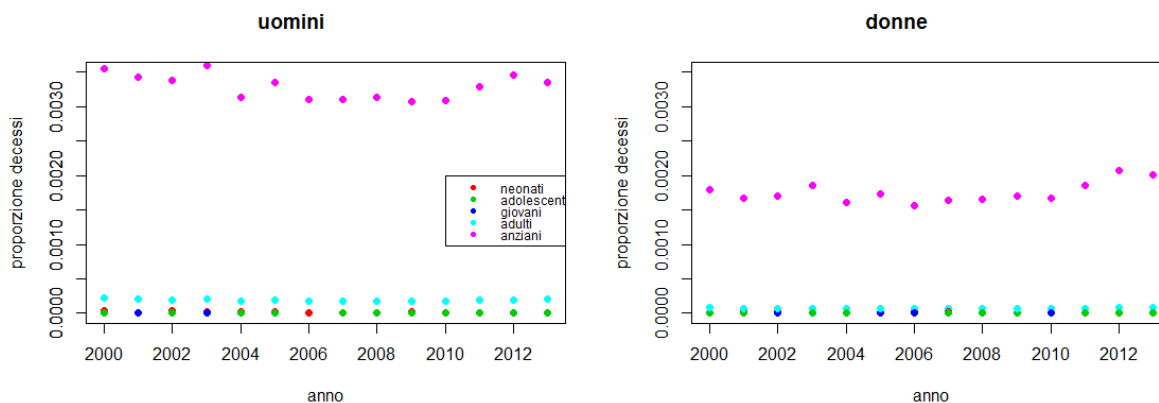 uomini
proporzione decessi
0.0030
0.0020
0.0010
0.0000
neonati
adolescent
giovani
adulti
anziani
2000 2002 2004 2006 2008 2010 2012
anno
donne
proporzione decessi
0.0030
0.0020
0.0010
0.0000
2000 2002 2004 2006 2008 2010 2012
anno